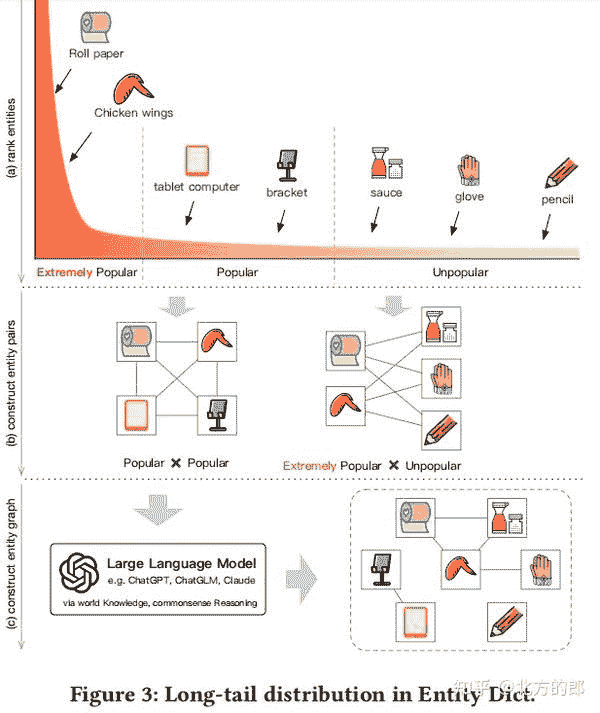 Roll paper
Chicken wings
tablet computer
bracket
sauce
glove
pencil
(a) rank entities
Extremely Popular
Popular
Unpopular
(b) construct entity pairs
Popular ✖ Popular
Extremely Popular ✖ Unpopular
(c) construct entity graph
Large Language Model
e.g. ChatGPT, ChatGLM, Claude
via world Knowledge, commonsense Reasoning
知乎 @北方的郎
Figure 3: Long-tail distribution in Entity Dict.